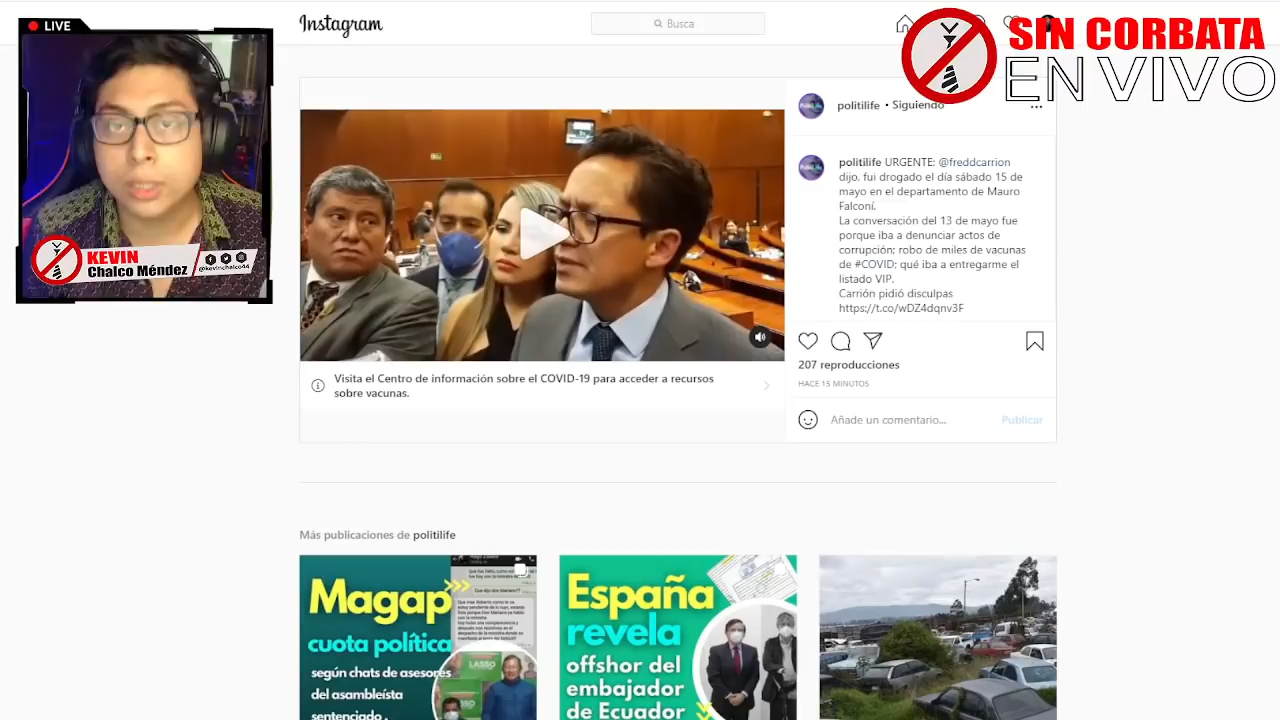 LIVE
Instagram
Busca
SIN CORBATA
EN VIVO
KEVIN
Chalco Méndez
@kevinchalco44
politilife • Siguiendo
politilife URGENTE: @freddcarrion
dijo, fui drogado el día sábado 15 de
mayo en el departamento de Mauro
Falconí.
La conversación del 13 de mayo fue
porque iba a denunciar actos de
corrupción; robo de miles de vacunas
de #COVID; qué iba a entregarme el
listado VIP.
Carrión pidió disculpas
https://t.co/wDZ4dqnv3F
207 reproducciones
HACE 15 MINUTOS
Añade un comentario...
Publicar
Visita el Centro de información sobre el COVID-19 para acceder a recursos
sobre vacunas.
Más publicaciones de politilife
Magap
cuota política
según chats de asesores
del asambleísta
sentenciado
LASSO
España
revela
offshor del
embajador
de Ecuador